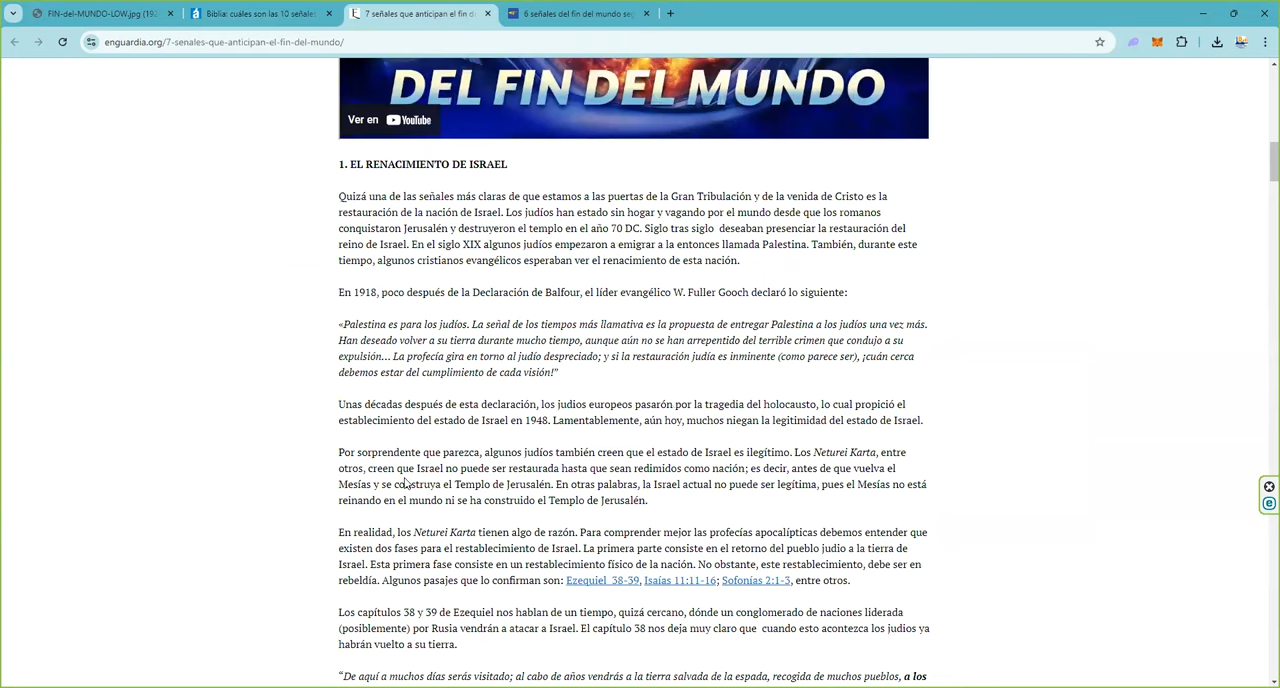 FIN-del-MUNDO-LOW.jpg (192
Biblia: cuáles son las 10 señales
7 señales que anticipan el fin d
6 señales del fin del mundo se
enguardia.org/7-senales-que-anticipan-el-fin-del-mundo/
DEL FIN DEL MUNDO
Ver en YouTube
1. EL RENACIMIENTO DE ISRAEL
Quizá una de las señales más claras de que estamos a las puertas de la Gran Tribulación y de la venida de Cristo es la
restauración de la nación de Israel. Los judíos han estado sin hogar y vagando por el mundo desde que los romanos
conquistaron Jerusalén y destruyeron el templo en el año 70 DC. Siglo tras siglo deseaban presenciar la restauración del
reino de Israel. En el siglo XIX algunos judíos empezaron a emigrar a la entonces llamada Palestina. También, durante este
tiempo, algunos cristianos evangélicos esperaban ver el renacimiento de esta nación.
En 1918, poco después de la Declaración de Balfour, el líder evangélico W. Fuller Gooch declaró lo siguiente:
«Palestina es para los judíos. La señal de los tiempos más llamativa es la propuesta de entregar Palestina a los judíos una vez más.
Han deseado volver a su tierra durante mucho tiempo, aunque aún no se han arrepentido del terrible crimen que condujo a su
expulsión… La profecía gira en torno al judío despreciado; y si la restauración judía es inminente (como parece ser), ¡cuán cerca
debemos estar del cumplimiento de cada visión!”
Unas décadas después de esta declaración, los judios europeos pasarón por la tragedia del holocausto, lo cual propició el
establecimiento del estado de Israel en 1948. Lamentablemente, aún hoy, muchos niegan la legitimidad del estado de Israel.
Por sorprendente que parezca, algunos judíos también creen que el estado de Israel es ilegítimo. Los Neturei Karta, entre
otros, creen que Israel no puede ser restaurada hasta que sean redimidos como nación; es decir, antes de que vuelva el
Mesías y se construya el Templo de Jerusalén. En otras palabras, la Israel actual no puede ser legítima, pues el Mesías no está
reinando en el mundo ni se ha construido el Templo de Jerusalén.
En realidad, los Neturei Karta tienen algo de razón. Para comprender mejor las profecías apocalípticas debemos entender que
existen dos fases para el restablecimiento de Israel. La primera parte consiste en el retorno del pueblo judio a la tierra de
Israel. Esta primera fase consiste en un restablecimiento físico de la nación. No obstante, este restablecimiento, debe ser en
rebeldía. Algunos pasajes que lo confirman son: Ezequiel 38-39, Isaías 11:11-16; Sofonías 2:1-3, entre otros.
Los capítulos 38 y 39 de Ezequiel nos hablan de un tiempo, quizá cercano, dónde un conglomerado de naciones liderada
(posiblemente) por Rusia vendrán a atacar a Israel. El capítulo 38 nos deja muy claro que cuando esto acontezca los judíos ya
habrán vuelto a su tierra.
“De aquí a muchos días serás visitado; al cabo de años vendrás a la tierra salvada de la espada, recogida de muchos pueblos, a los